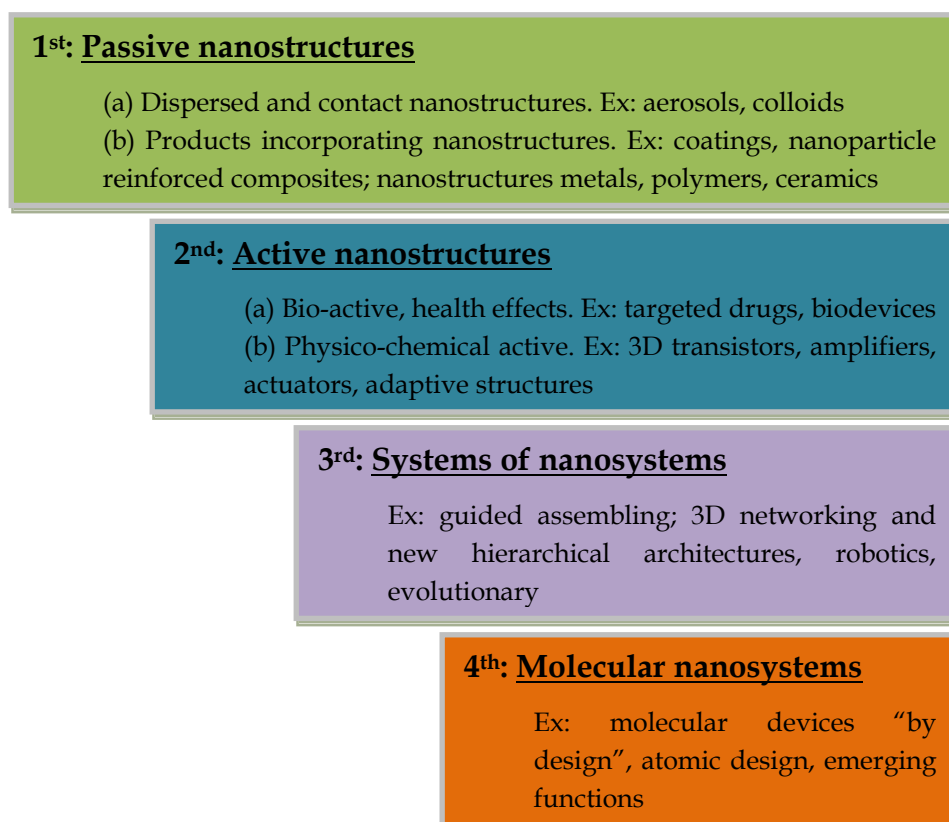 1st: Passive nanostructures
(a) Dispersed and contact nanostructures. Ex: aerosols, colloids
(b) Products incorporating nanostructures. Ex: coatings, nanoparticle
reinforced composites; nanostructures metals, polymers, ceramics
2nd: Active nanostructures
(a) Bio-active, health effects. Ex: targeted drugs, biodevices
(b) Physico-chemical active. Ex: 3D transistors, amplifiers,
actuators, adaptive structures
3rd: Systems of nanosystems
Ex: guided assembling; 3D networking and
new hierarchical architectures, robotics,
evolutionary
4th: Molecular nanosystems
Ex: molecular devices “by
design”, atomic design, emerging
functions